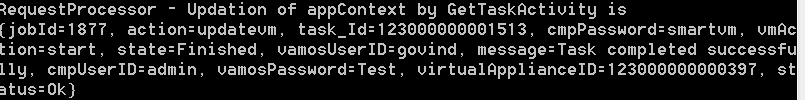 RequestProcessor - Updation of appContext by GetTaskActivity is
{jobId=1877, action=updatevm, task_Id=123000000001513, cmpPassword=smartvm, vmAc
tion=start, state=Finished, vamosUserID=govind, message=Task completed successfu
lly, cmpUserID=admin, vamosPassword=Test, virtualApplianceID=123000000000397, st
atus=Ok}